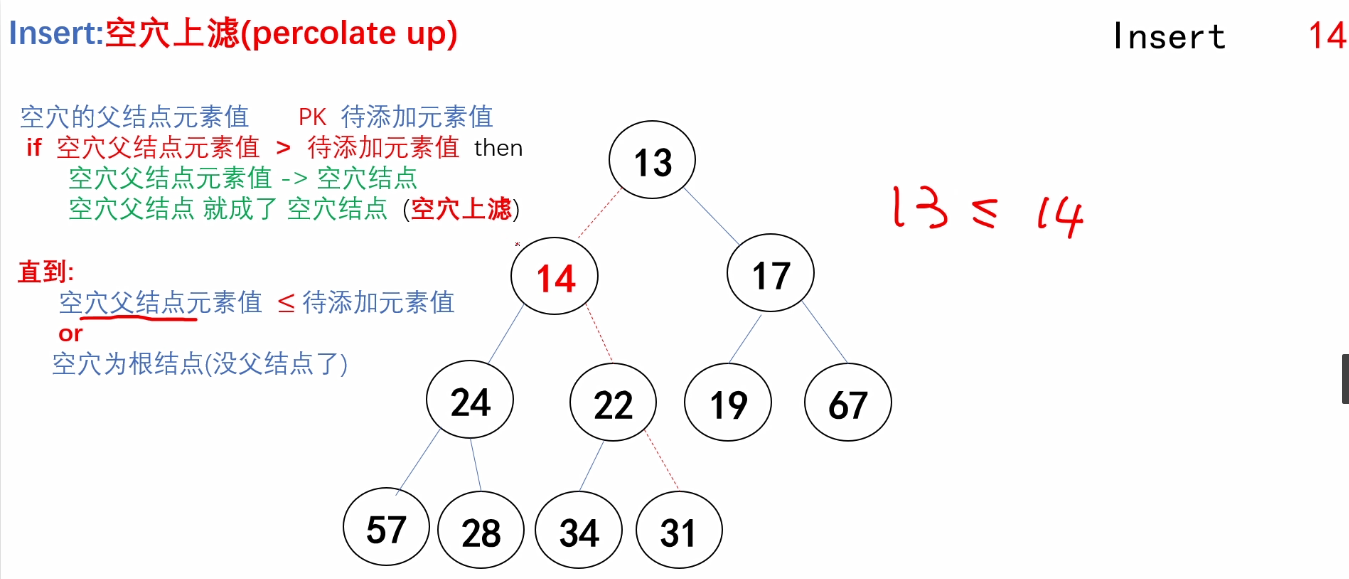 Insert:空穴上滤(percolate up)
Insert 14
空穴的父结点元素值 PK 待添加元素值
if 空穴父结点元素值 > 待添加元素值 then
空穴父结点元素值 -> 空穴结点
空穴父结点 就成了 空穴结点 (空穴上滤)
直到:
空穴父结点元素值 ≤ 待添加元素值
or
空穴为根结点(没父结点了)
13
14 17
24 22 19 67
57 28 34 31
13 ≤ 14